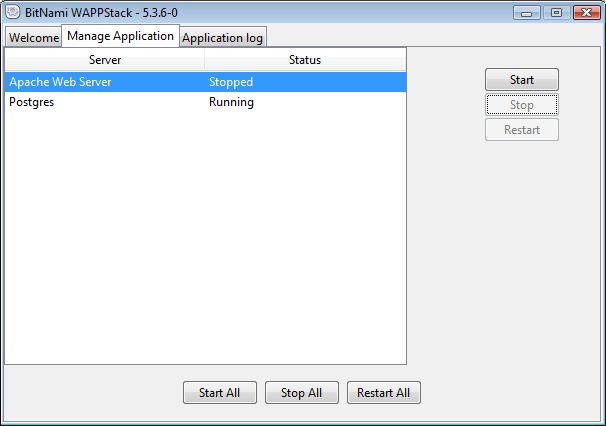 BitNami WAPPStack - 5.3.6-0
Welcome Manage Application Application log
Server Status
Apache Web Server Stopped
Postgres Running
Start
Stop
Restart
Start All Stop All Restart All